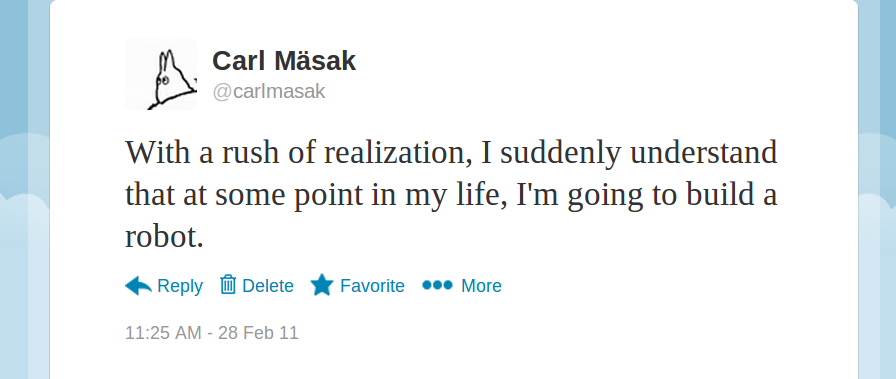 Carl Mäsak
@carlmasak
With a rush of realization, I suddenly understand
that at some point in my life, I'm going to build a
robot.
Reply Delete Favorite More
11:25 AM - 28 Feb 11